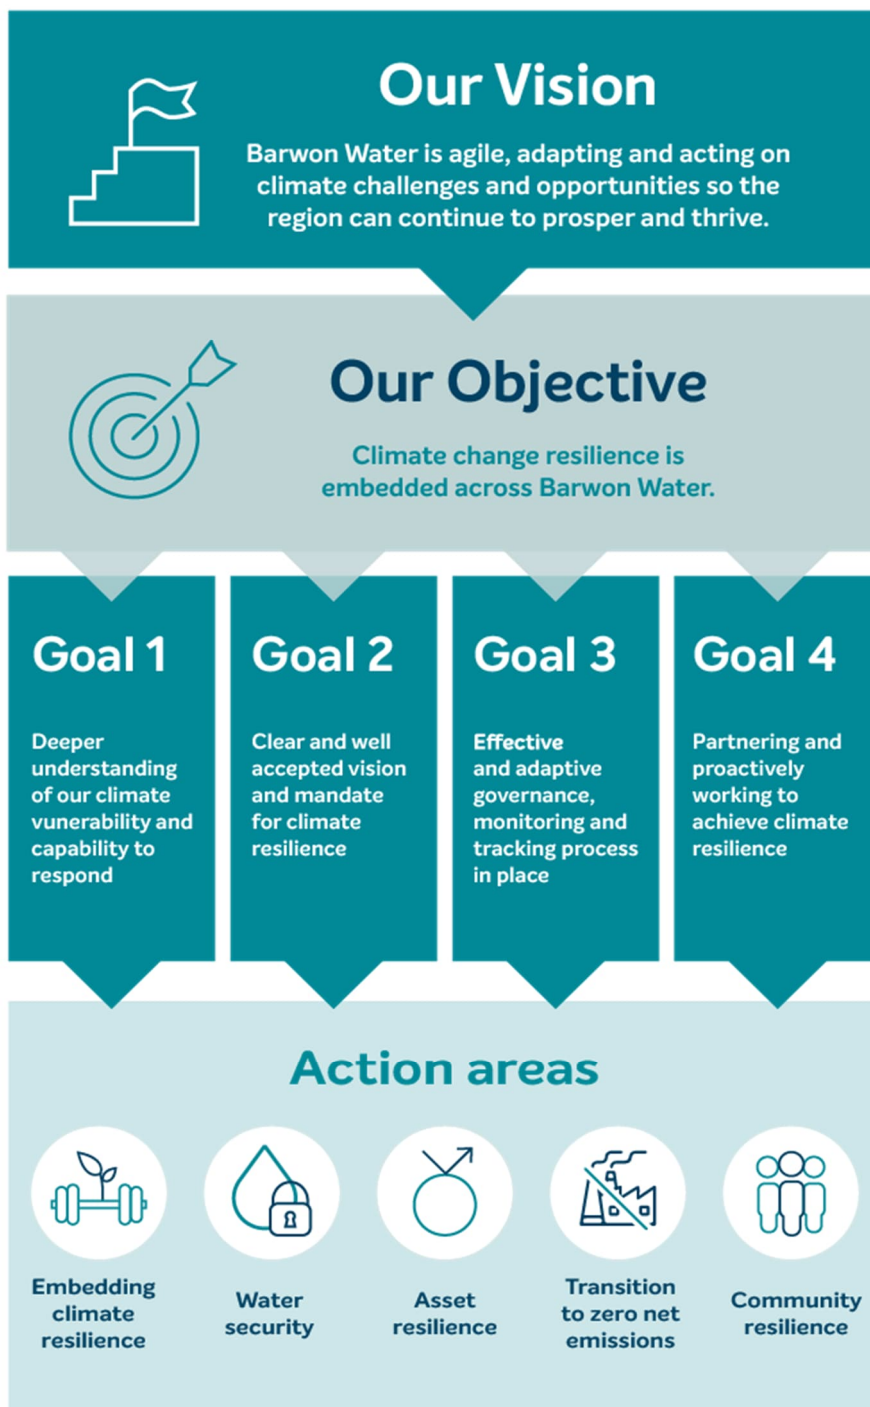 Our Vision
Barwon Water is agile, adapting and acting on
climate challenges and opportunities so the
region can continue to prosper and thrive.
Our Objective
Climate change resilience is
embedded across Barwon Water.
Goal 1
Deeper
understanding
of our climate
vunerability and
capability to
respond
Goal 2
Clear and well
accepted vision
and mandate
for climate
resilience
Goal 3
Effective
and adaptive
governance,
monitoring and
tracking process
in place
Goal 4
Partnering and
proactively
working to
achieve climate
resilience
Action areas
Embedding
climate
resilience
Water
security
Asset
resilience
Transition
to zero net
emissions
Community
resilience